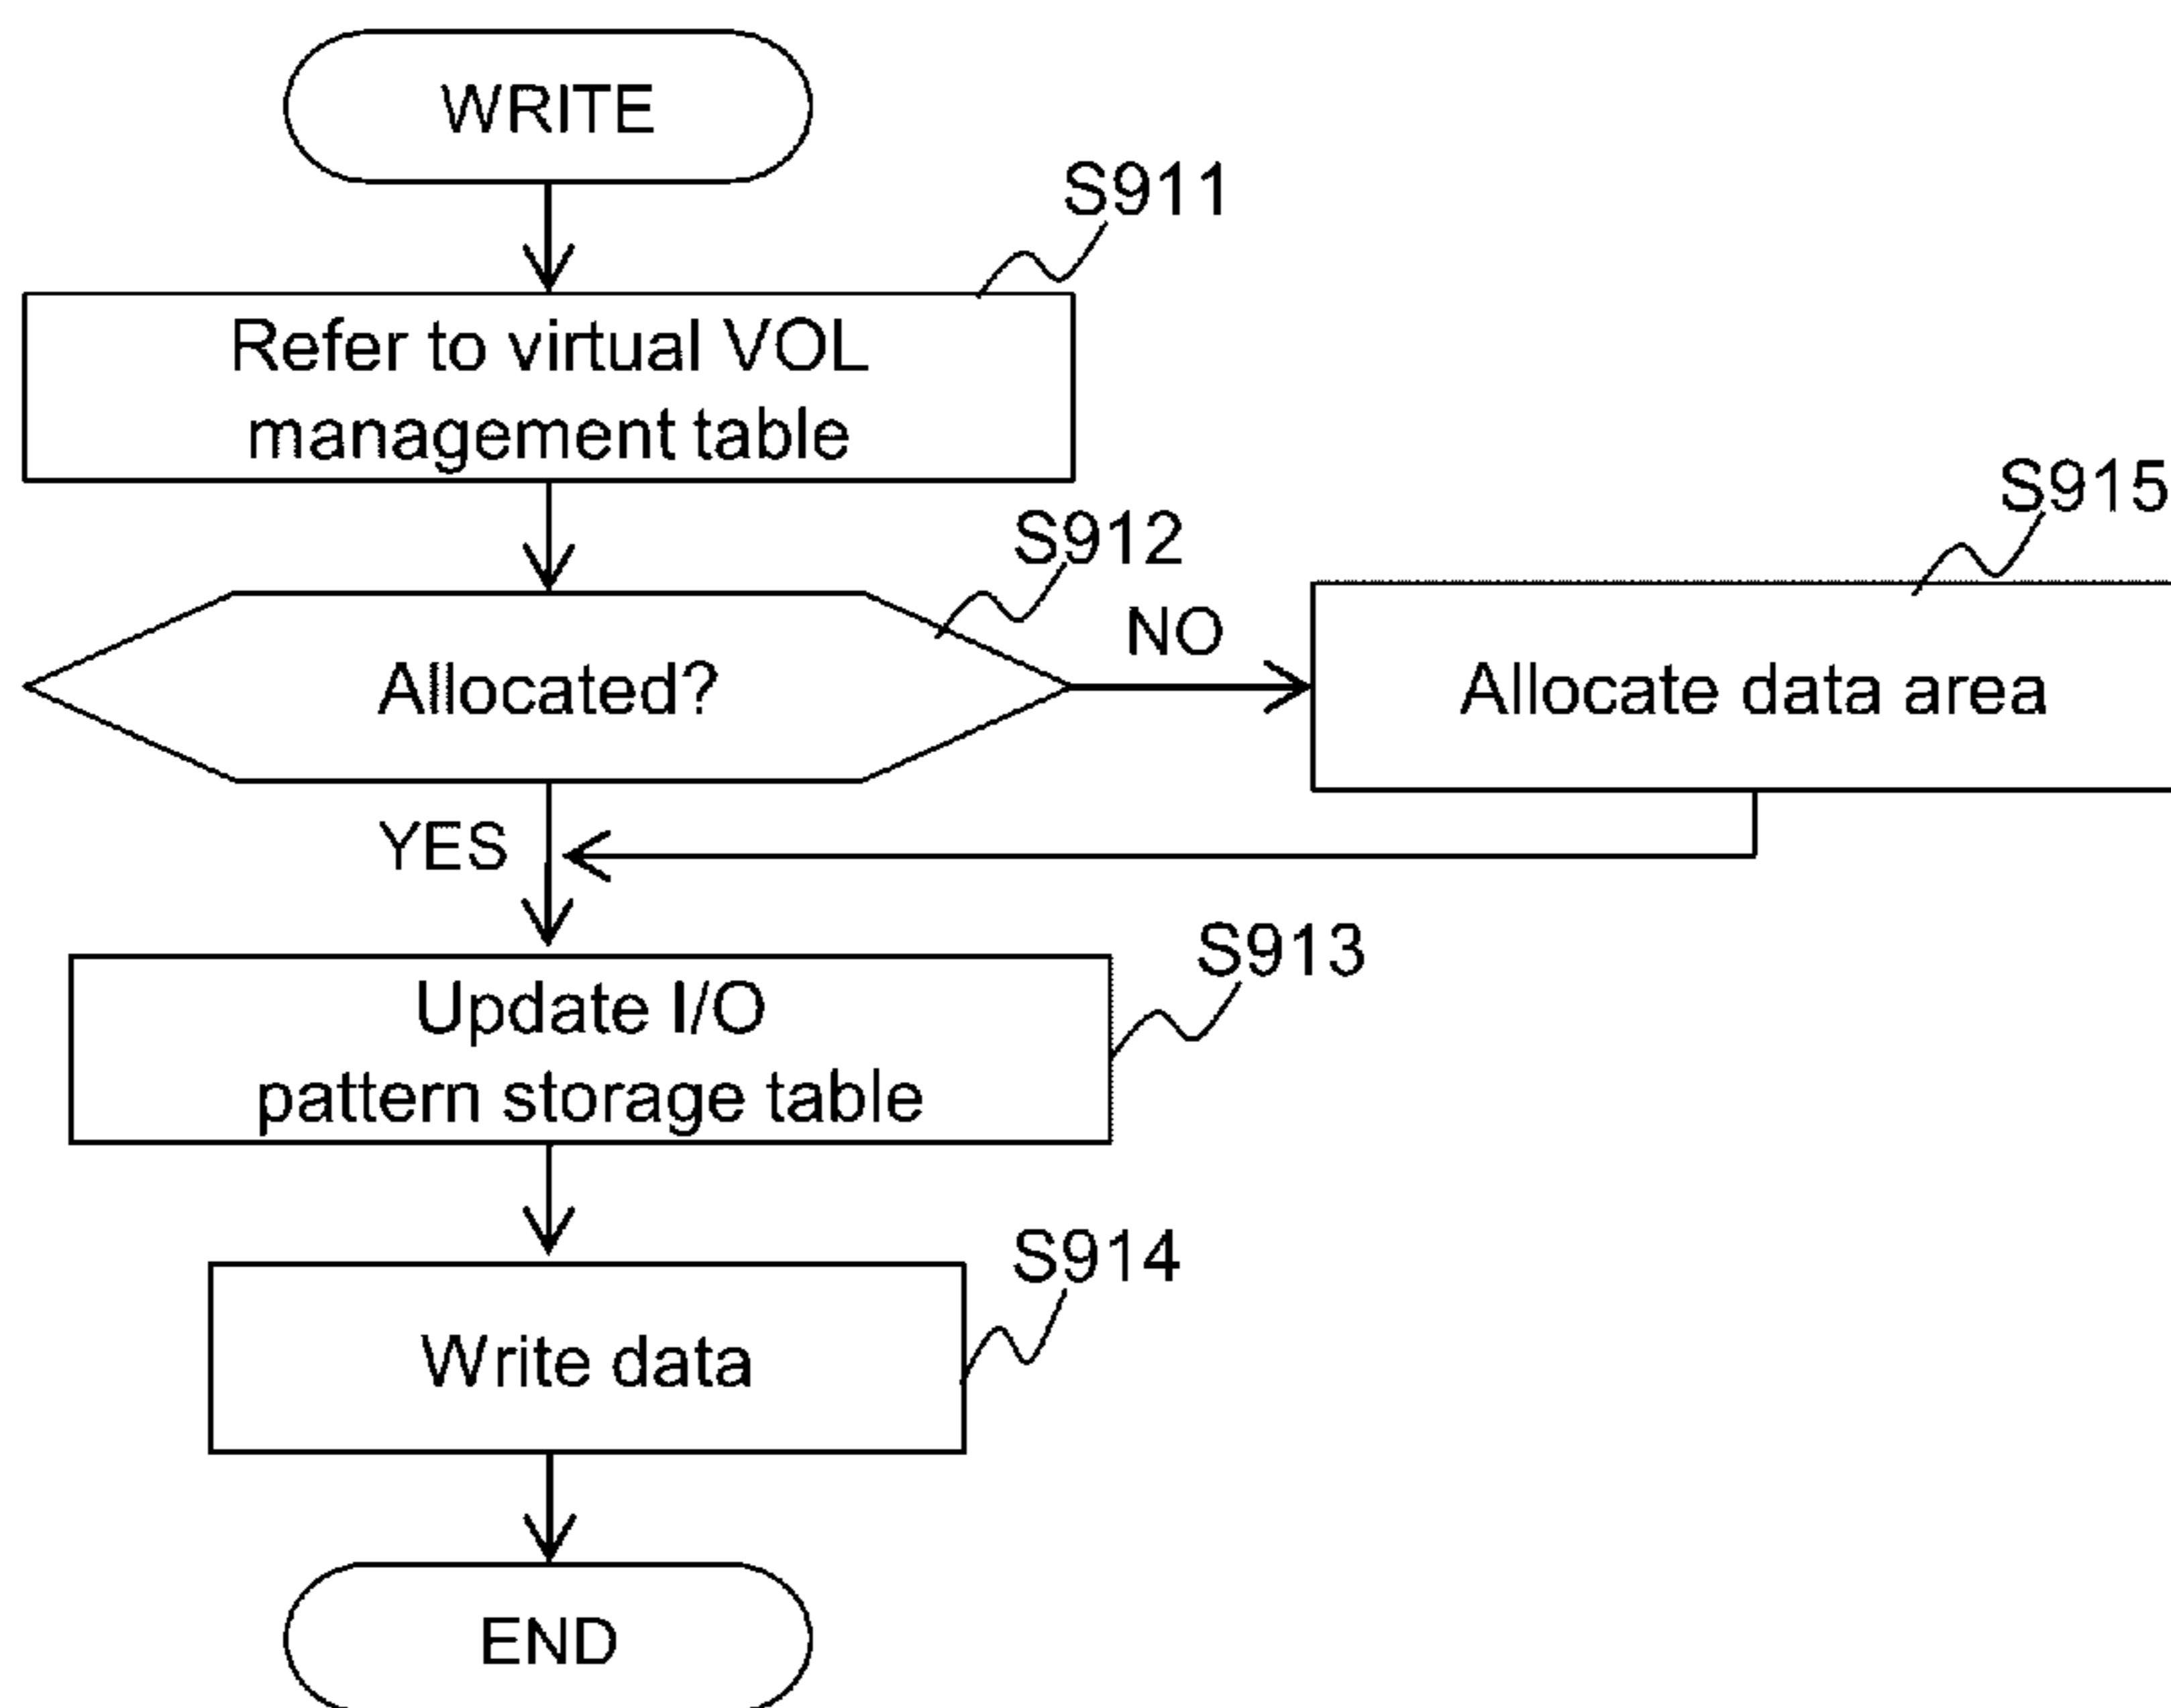 WRITE
S911
Refer to virtual VOL
management table
S912
S915
NO
Allocated?
Allocate data area
YES
S913
Update I/O
pattern storage table
S914
Write data
END